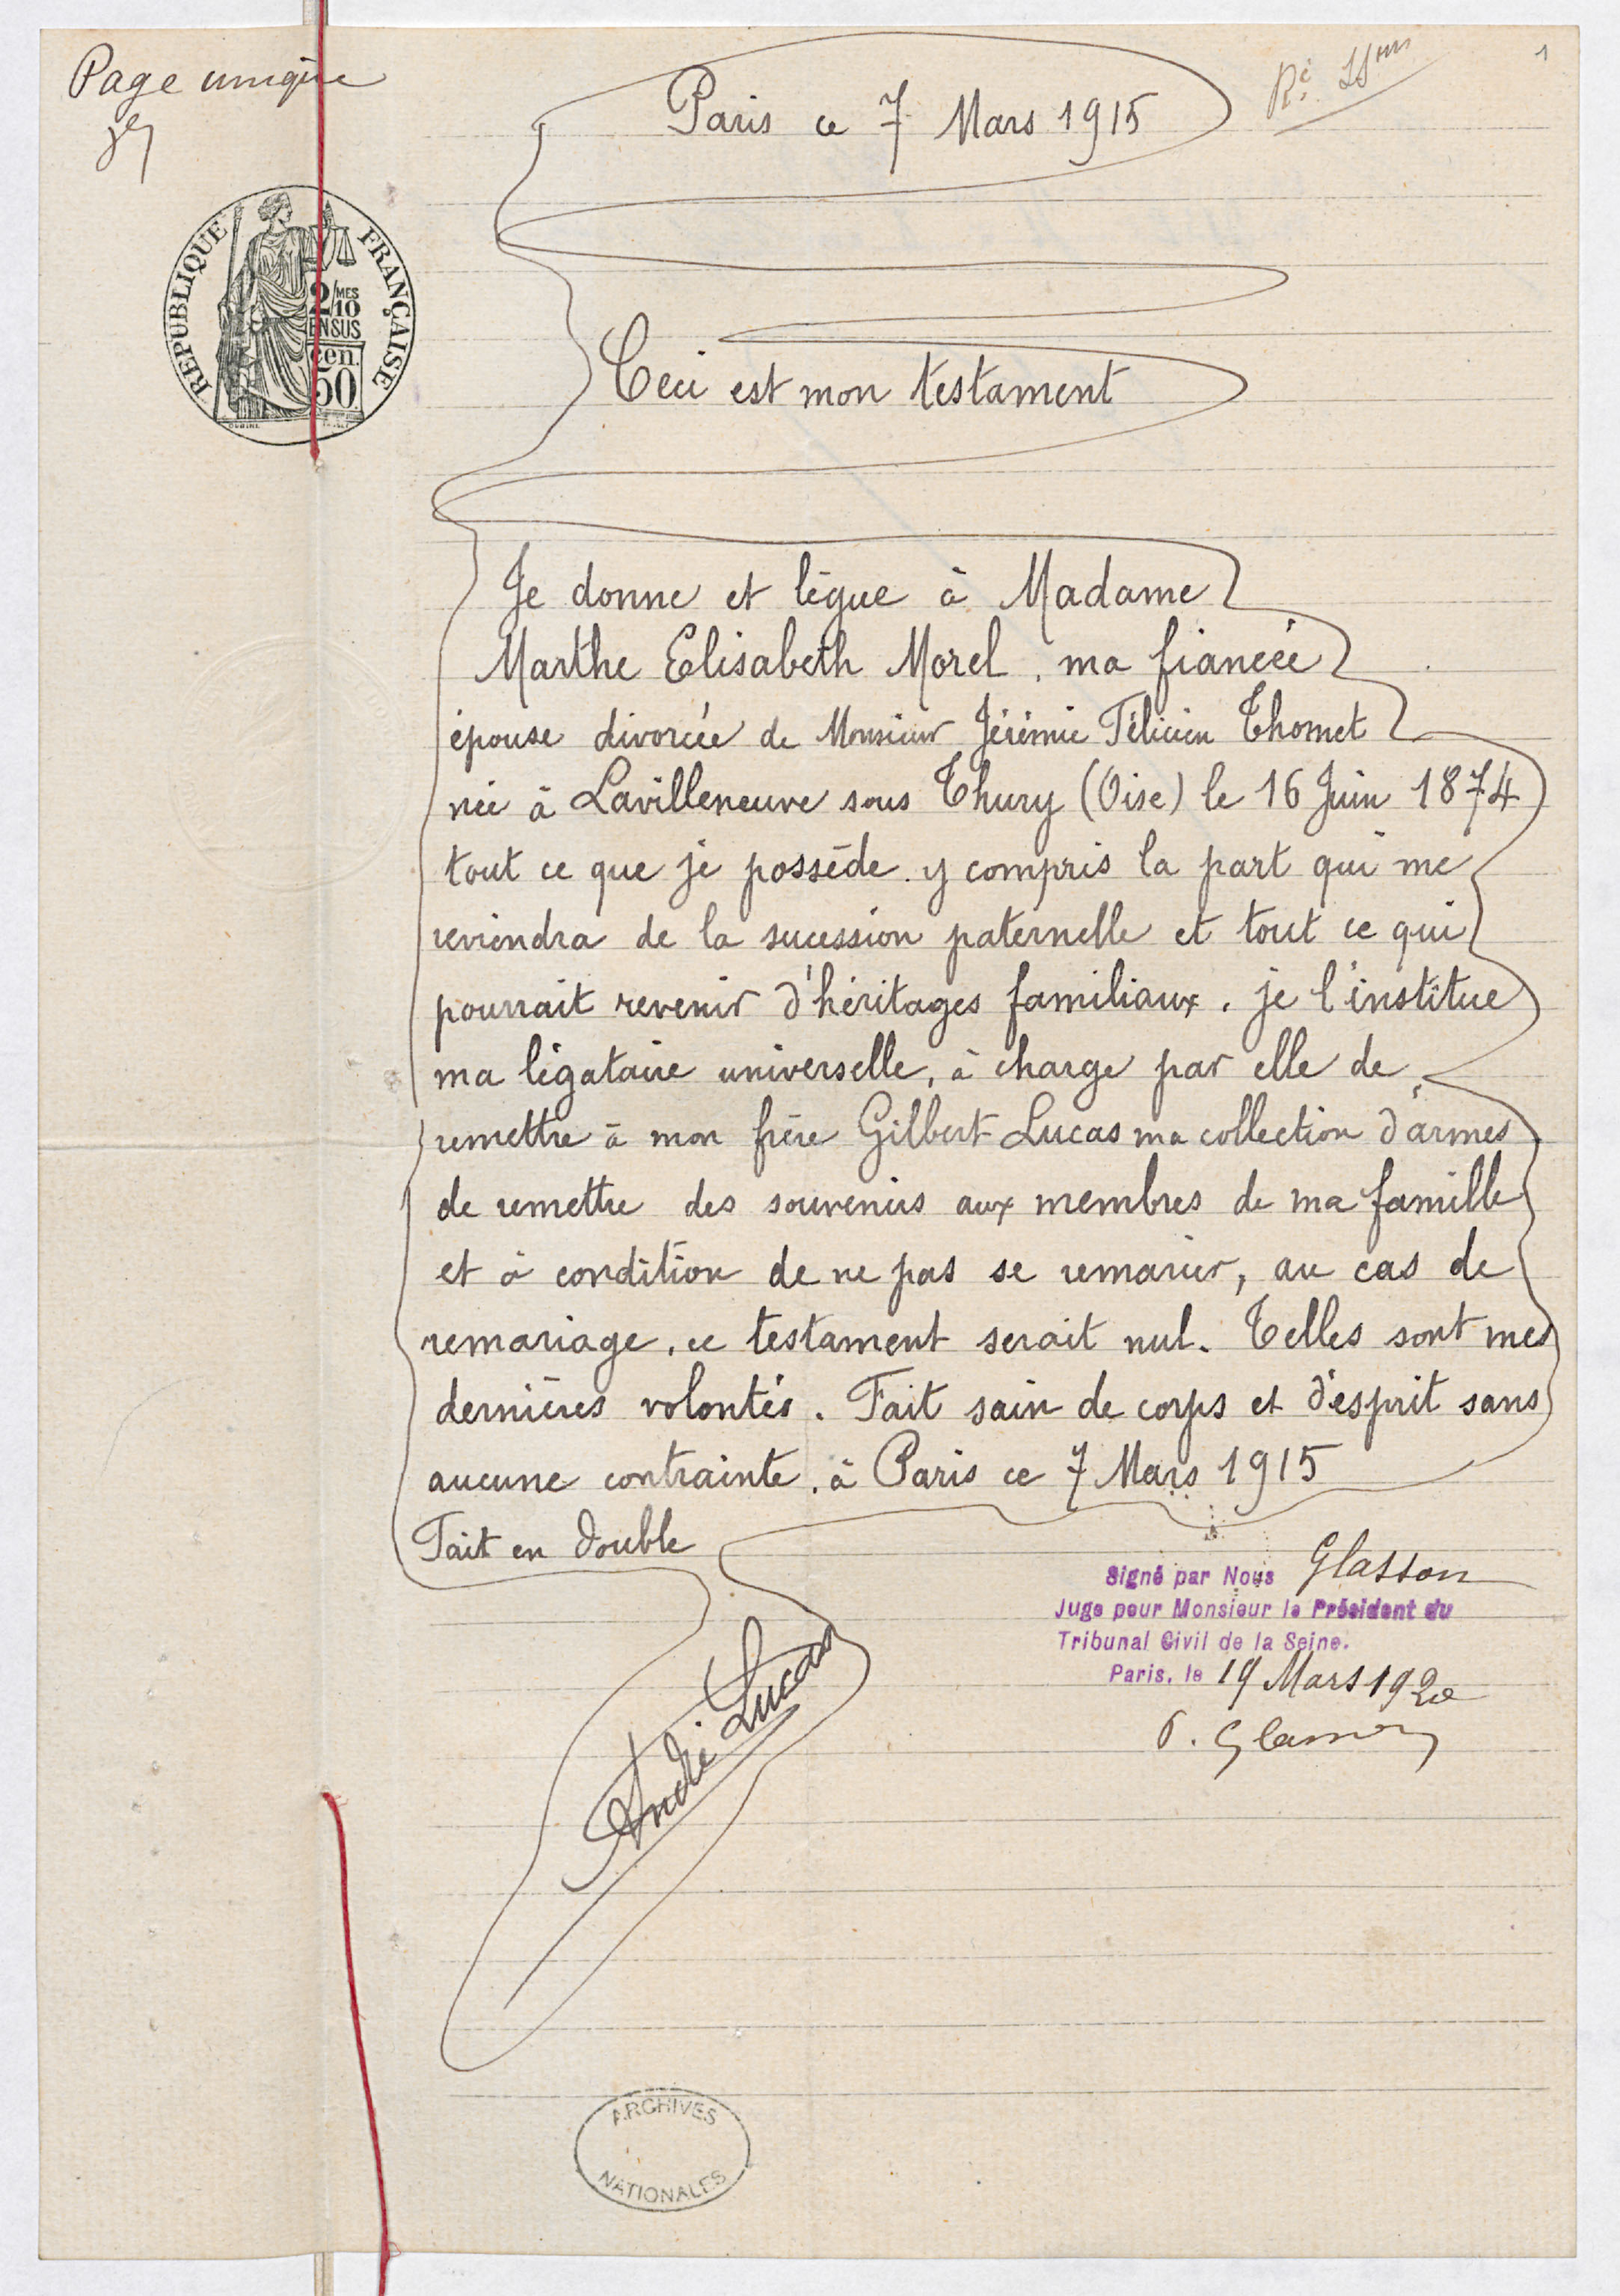 Page unique
1
RÉPUBLIQUE FRANÇAISE
2/10 MES
EN SUS
cen.
50
Paris ce 7 Mars 1915
Ceci est mon testament
Je donne et lègue à Madame
Marthe Elisabeth Morel. ma fiancée
épouse divorcée de Monsieur Jérémie Félicien Thomet
née à Lavilleneuve sous Thury (Oise) le 16 Juin 1874
tout ce que je possède. y compris la part qui me
reviendra de la sucession paternelle et tout ce qui
pourrait revenir d'héritages familiaux. je l'institue
ma légataire universelle, à charge par elle de
remettre à mon frère Gilbert Lucas ma collection d'armes
de remettre des souvenirs aux membres de ma famille
et à condition de ne pas se remarier, au cas de
remariage. ce testament serait nul. Telles sont mes
dernières volontés. Fait sain de corps et d'esprit sans
aucune contrainte. à Paris ce 7 Mars 1915
Fait en double
André Lucas
Signé par Nous Glasson
Juge pour Monsieur le Président du
Tribunal Civil de la Seine.
Paris, le 19 Mars 1920
P. Glasson
ARCHIVES
NATIONALES